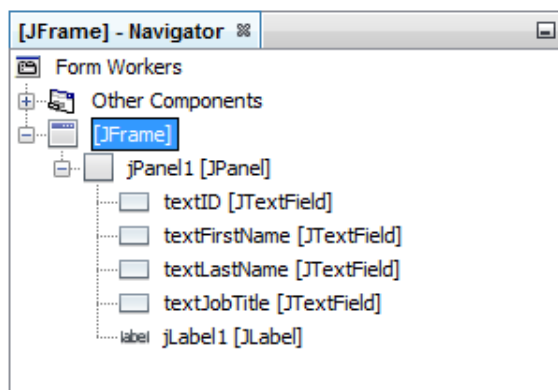 [JFrame] - Navigator
Form Workers
Other Components
[JFrame]
jPanel1 [JPanel]
textID [JTextField]
textFirstName [JTextField]
textLastName [JTextField]
textJobTitle [JTextField]
label jLabel1 [JLabel]